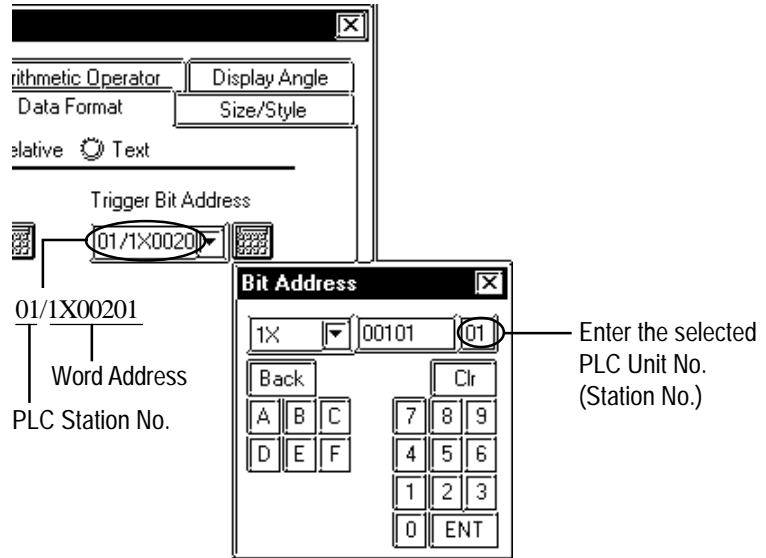 rithmetic Operator
Display Angle
Data Format
Size/Style
elative
Text
Trigger Bit Address
01/1X0020
01/1X00201
Word Address
PLC Station No.
Bit Address
1X
00101
01
Enter the selected
PLC Unit No.
(Station No.)
Back
Clr
A B C
7 8 9
D E F
4 5 6
1 2 3
0 ENT